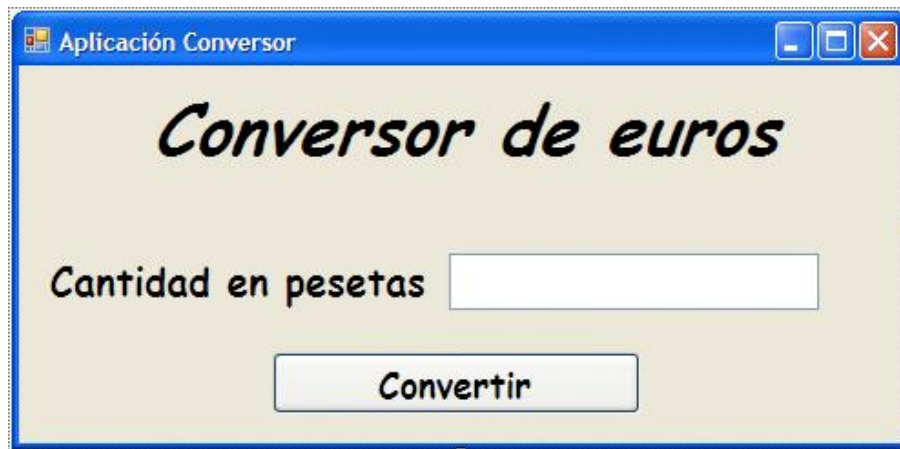 Aplicación Conversor
Conversor de euros
Cantidad en pesetas
Convertir